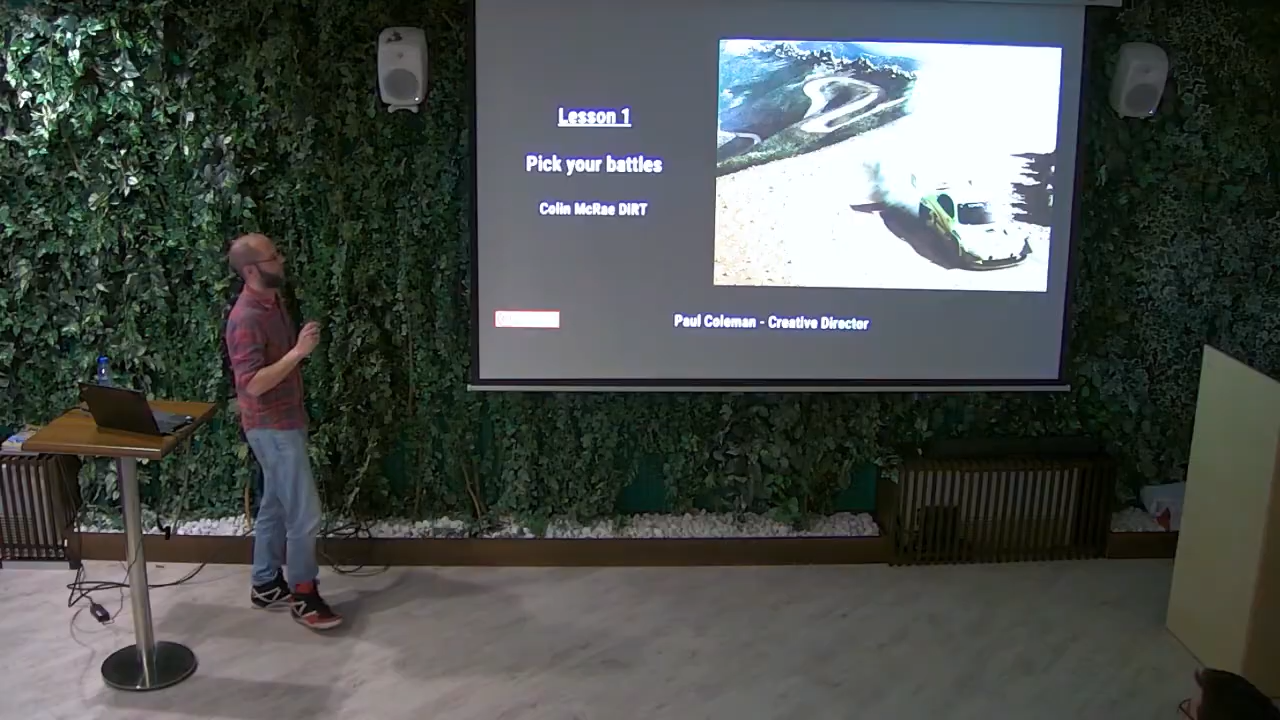 Lesson 1
Pick your battles
Colin McRae DIRT
Paul Coleman - Creative Director